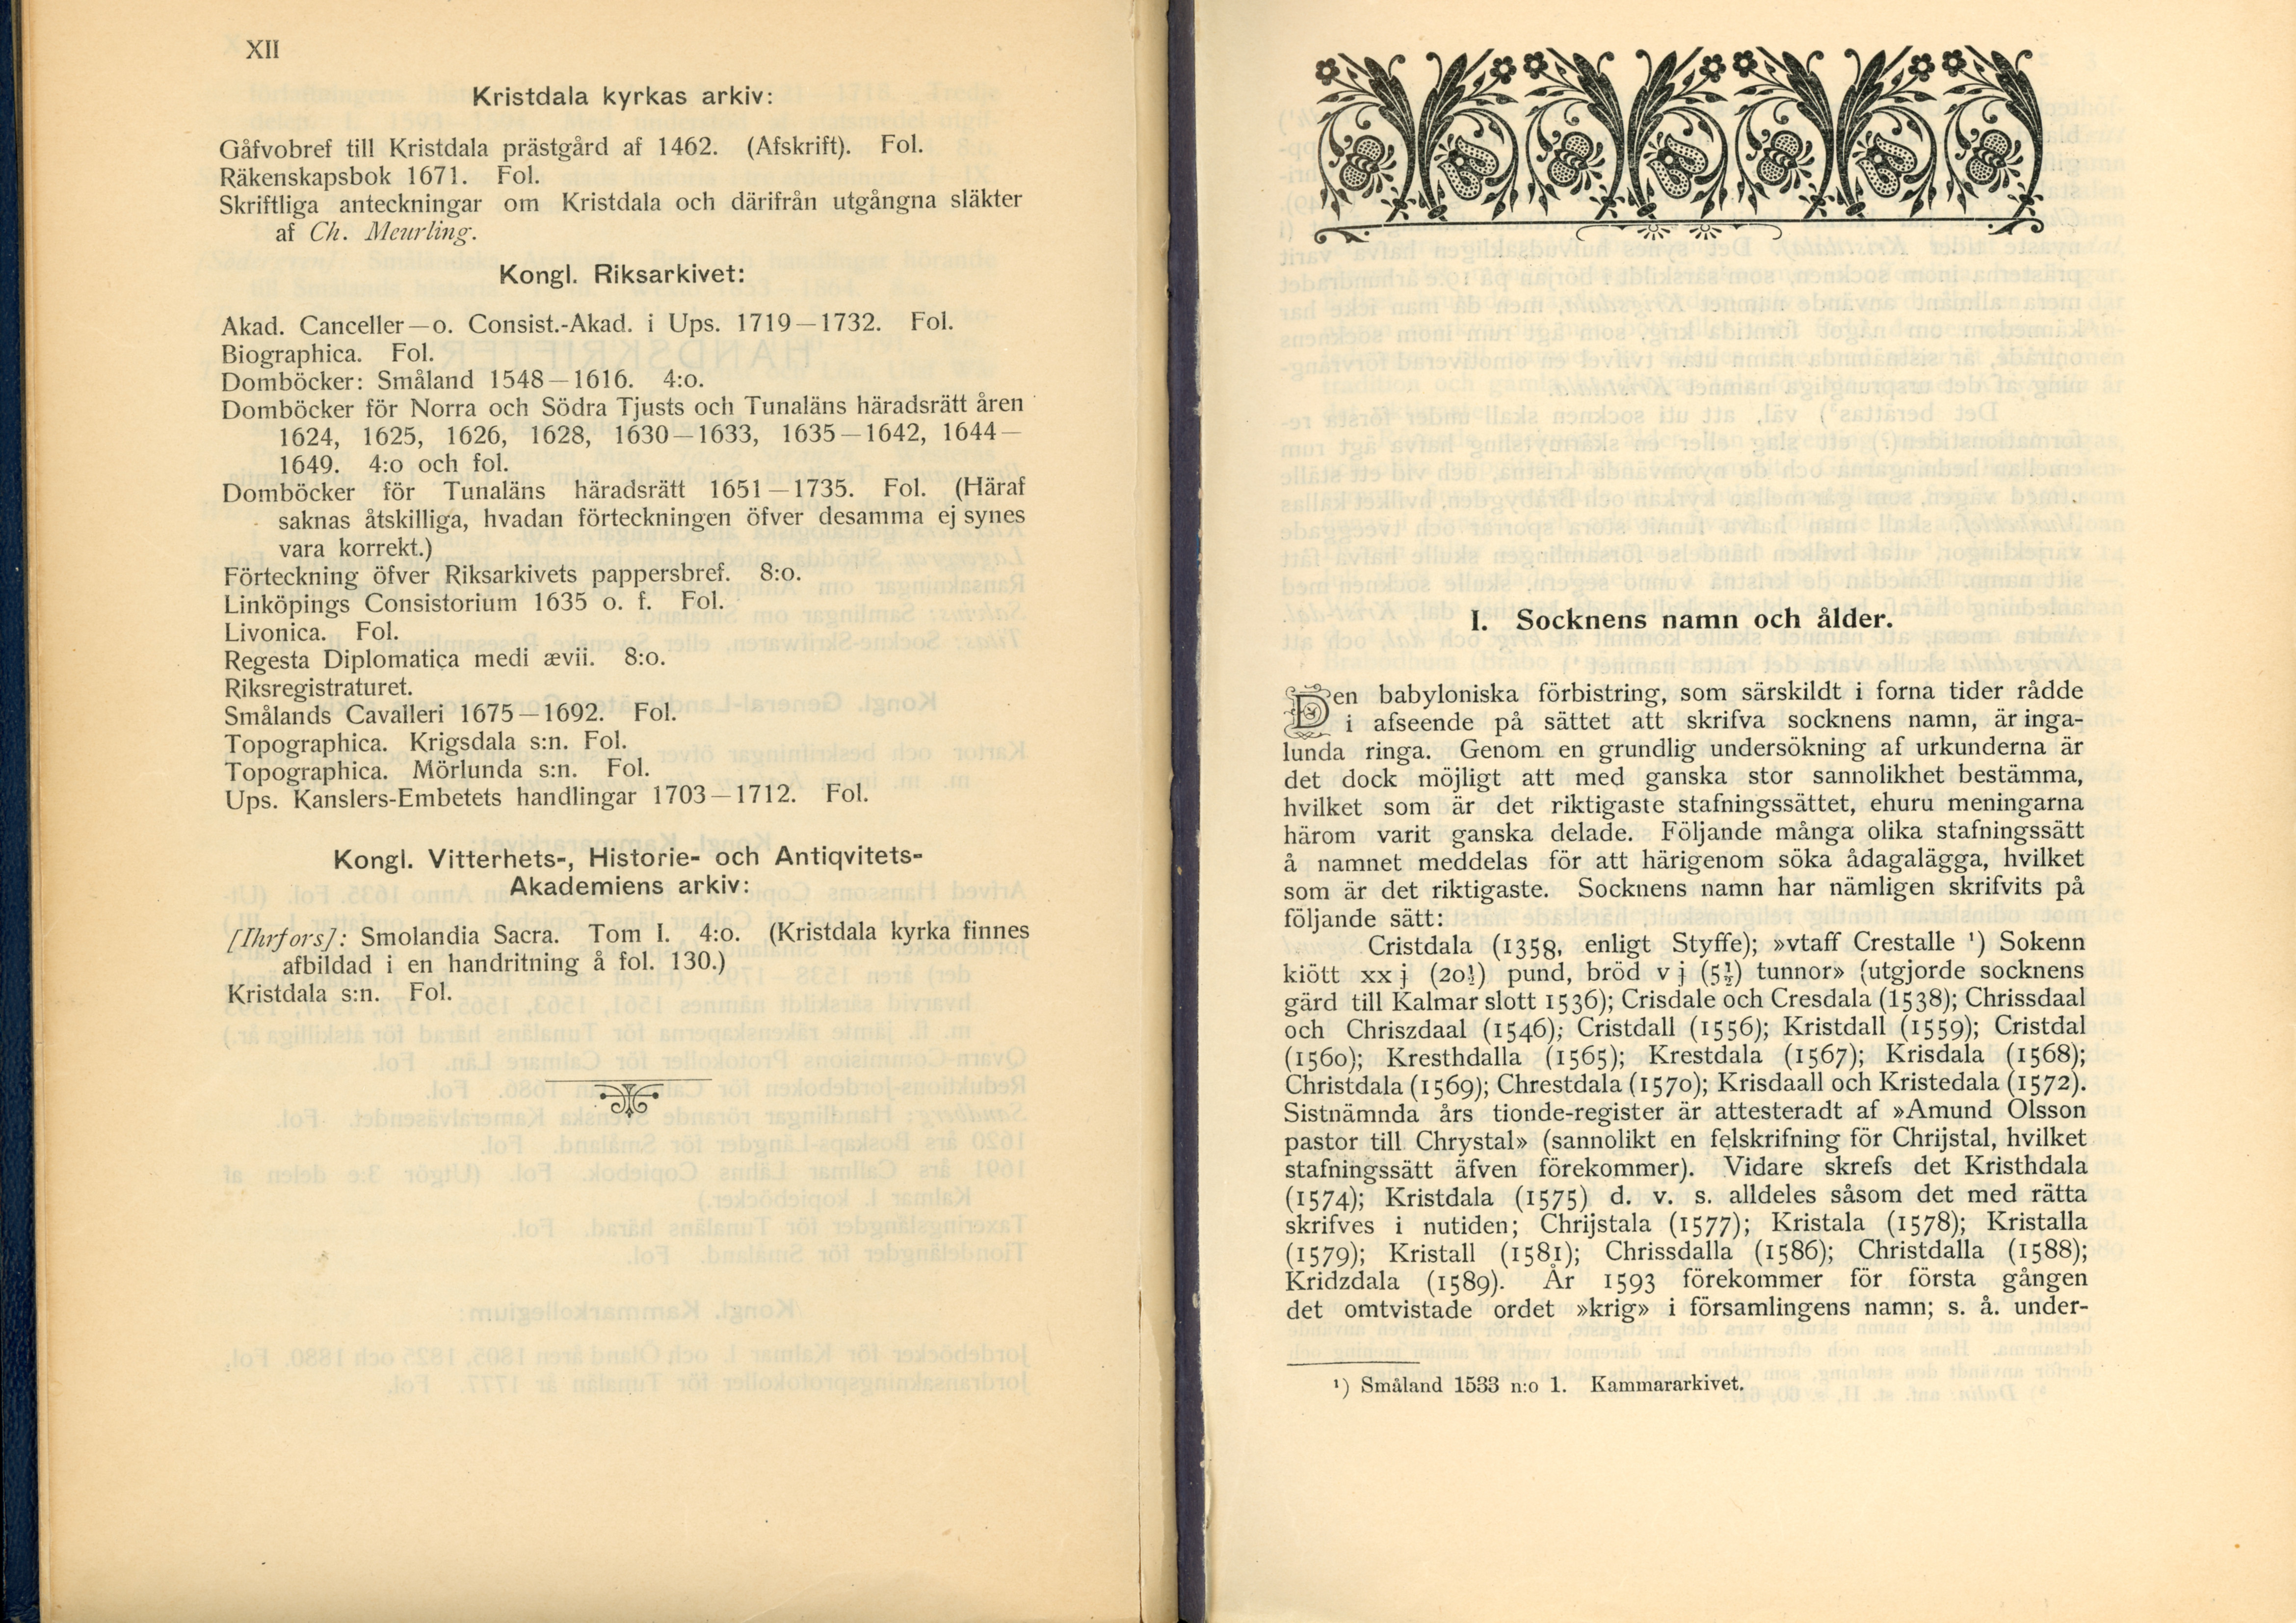 XII
Kristdala kyrkas arkiv:
Gåfvobref till Kristdala prästgård af 1462. (Afskrift). Fol.
Räkenskapsbok 1671. Fol.
Skriftliga anteckningar om Kristdala och därifrån utgångna släkter
af Ch. Meurling.
Kongl. Riksarkivet:
Akad. Canceller—o. Consist.-Akad. i Ups. 1719—1732. Fol.
Biographica. Fol.
Domböcker: Småland 1548—1616. 4:o.
Domböcker för Norra och Södra Tjusts och Tunaläns häradsrätt åren
1624, 1625, 1626, 1628, 1630—1633, 1635—1642, 1644—
1649. 4:o och fol.
Domböcker för Tunaläns häradsrätt 1651—1735. Fol. (Häraf
saknas åtskilliga, hvadan förteckningen öfver desamma ej synes
vara korrekt.)
Förteckning öfver Riksarkivets pappersbref. 8:o.
Linköpings Consistorium 1635 o. f. Fol.
Livonica. Fol.
Regesta Diplomatica medi ævii. 8:o.
Riksregistraturet.
Smålands Cavalleri 1675—1692. Fol.
Topographica. Krigsdala s:n. Fol.
Topographica. Mörlunda s:n. Fol.
Ups. Kanslers-Embetets handlingar 1703—1712. Fol.
Kongl. Vitterhets-, Historie- och Antiqvitets-
Akademiens arkiv:
[Ihrfors]: Smolandia Sacra. Tom I. 4:o. (Kristdala kyrka finnes
afbildad i en handritning å fol. 130.)
Kristdala s:n. Fol.
I. Socknens namn och ålder.
Den babyloniska förbistring, som särskildt i forna tider rådde
i afseende på sättet att skrifva socknens namn, är inga-
lunda ringa. Genom en grundlig undersökning af urkunderna är
det dock möjligt att med ganska stor sannolikhet bestämma,
hvilket som är det riktigaste stafningssättet, ehuru meningarna
härom varit ganska delade. Följande många olika stafningssätt
å namnet meddelas för att härigenom söka ådagalägga, hvilket
som är det riktigaste. Socknens namn har nämligen skrifvits på
följande sätt:
Cristdala (1358, enligt Styffe); »vtaff Crestalle ¹) Sokenn
kiött xx j (20½) pund, bröd v j (5½) tunnor» (utgjorde socknens
gärd till Kalmar slott 1536); Crisdale och Cresdala (1538); Chrissdaal
och Chriszdaal (1546); Cristdall (1556); Kristdall (1559); Cristdal
(1560); Kresthdalla (1565); Krestdala (1567); Krisdala (1568);
Christdala (1569); Chrestdala (1570); Krisdaall och Kristedala (1572).
Sistnämnda års tionde-register är attesteradt af »Amund Olsson
pastor till Chrystal» (sannolikt en felskrifning för Chrijstal, hvilket
stafningssätt äfven förekommer). Vidare skrefs det Kristhdala
(1574); Kristdala (1575) d. v. s. alldeles såsom det med rätta
skrifves i nutiden; Chrijstala (1577); Kristala (1578); Kristalla
(1579); Kristall (1581); Chrissdalla (1586); Christdalla (1588);
Kridzdala (1589). År 1593 förekommer för första gången
det omtvistade ordet »krig» i församlingens namn; s. å. under-
¹) Småland 1533 n:o 1. Kammararkivet.